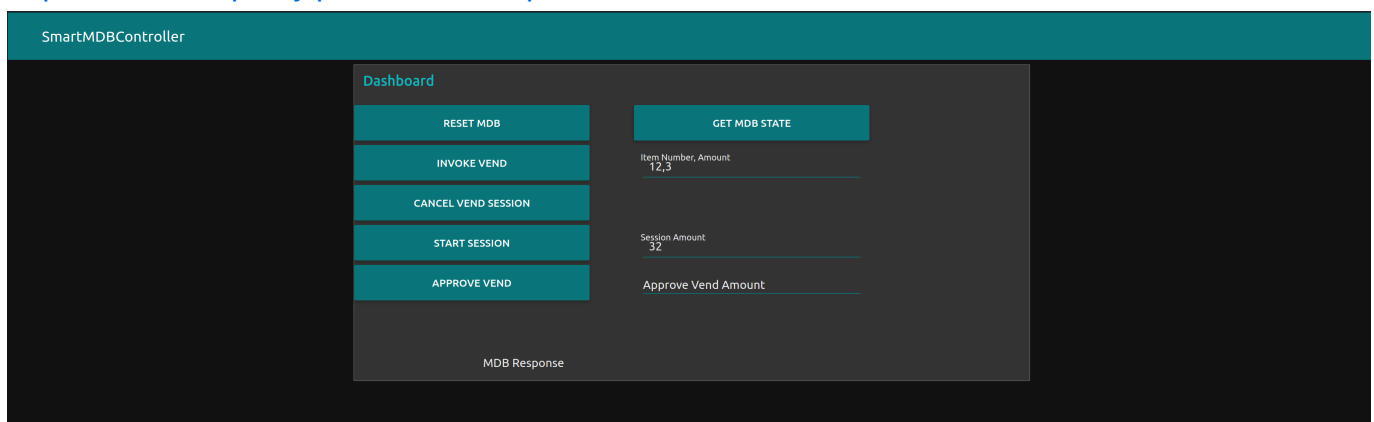 SmartMDBController
Dashboard
RESET MDB
GET MDB STATE
INVOKE VEND
Item Number, Amount
12,3
CANCEL VEND SESSION
START SESSION
Session Amount
32
APPROVE VEND
Approve Vend Amount
MDB Response